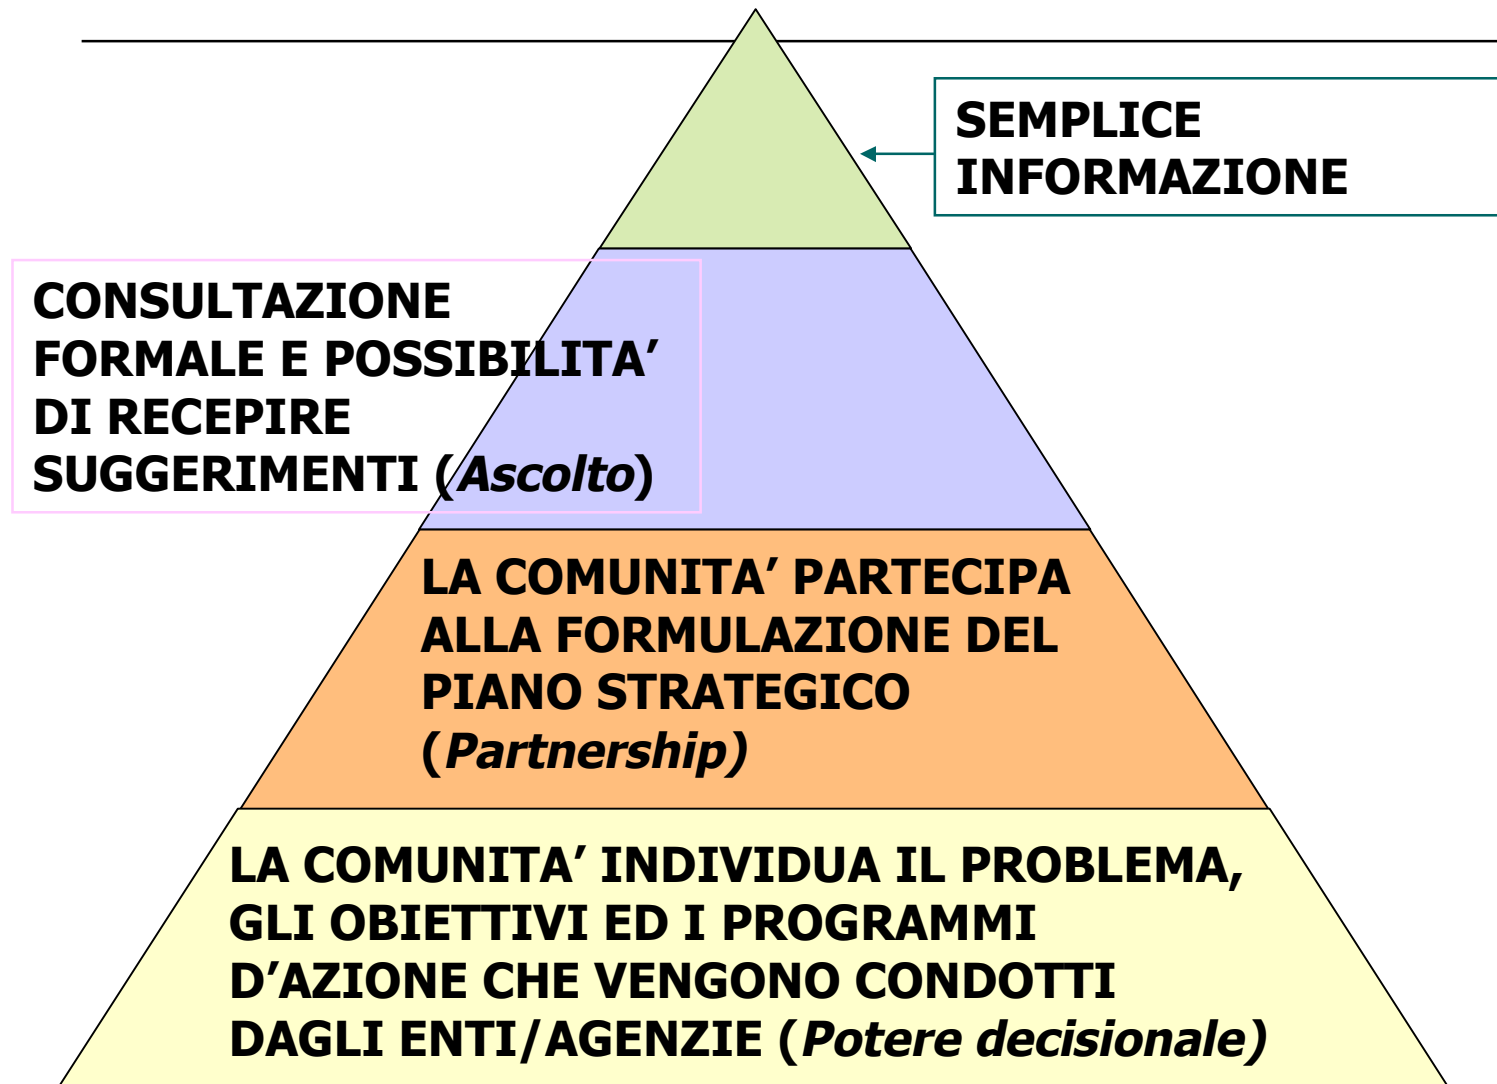 SEMPLICE
INFORMAZIONE
CONSULTAZIONE
FORMALE E POSSIBILITA’
DI RECEPIRE
SUGGERIMENTI (Ascolto)
LA COMUNITA’ PARTECIPA
ALLA FORMULAZIONE DEL
PIANO STRATEGICO
(Partnership)
LA COMUNITA’ INDIVIDUA IL PROBLEMA,
GLI OBIETTIVI ED I PROGRAMMI
D’AZIONE CHE VENGONO CONDOTTI
DAGLI ENTI/AGENZIE (Potere decisionale)